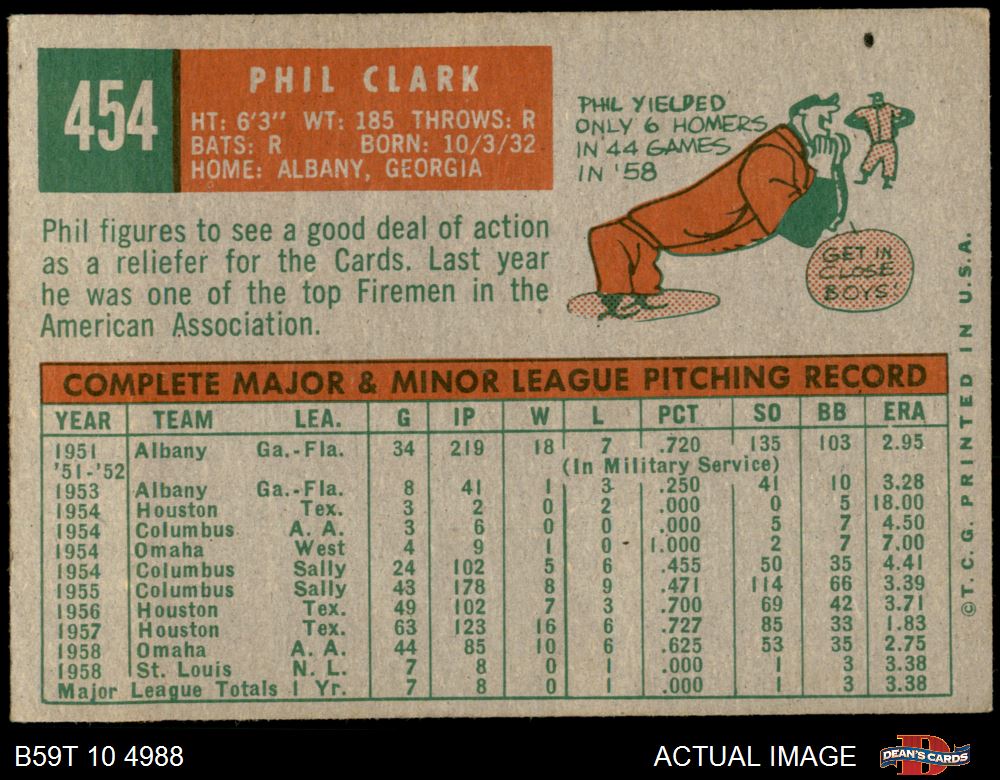 454
PHIL CLARK
HT: 6'3" WT: 185 THROWS: R
BATS: R BORN: 10/3/32
HOME: ALBANY, GEORGIA
PHIL YIELDED
ONLY 6 HOMERS
IN 44 GAMES
IN '58
GET IN
CLOSE
BOYS
Phil figures to see a good deal of action
as a reliefer for the Cards. Last year
he was one of the top Firemen in the
American Association.
COMPLETE MAJOR & MINOR LEAGUE PITCHING RECORD
YEAR TEAM LEA. G IP W L PCT SO BB ERA
1951 Albany Ga.-Fla. 34 219 18 7 .720 135 103 2.95
'51-'52 (In Military Service)
1953 Albany Ga.-Fla. 8 41 1 3 .250 41 10 3.28
1954 Houston Tex. 3 2 0 2 .000 0 5 18.00
1954 Columbus A. A. 3 6 0 0 .000 5 7 4.50
1954 Omaha West 4 9 1 0 1.000 2 7 7.00
1954 Columbus Sally 24 102 5 6 .455 50 35 4.41
1955 Columbus Sally 43 178 8 9 .471 114 66 3.39
1956 Houston Tex. 49 102 7 3 .700 69 42 3.71
1957 Houston Tex. 63 123 16 6 .727 85 33 1.83
1958 Omaha A. A. 44 85 10 6 .625 53 35 2.75
1958 St. Louis N. L. 7 8 0 1 .000 1 3 3.38
Major League Totals 1 Yr. 7 8 0 1 .000 1 3 3.38
©T. C. G. PRINTED IN U.S.A.
B59T 10 4988
ACTUAL IMAGE
DEAN'S CARDS